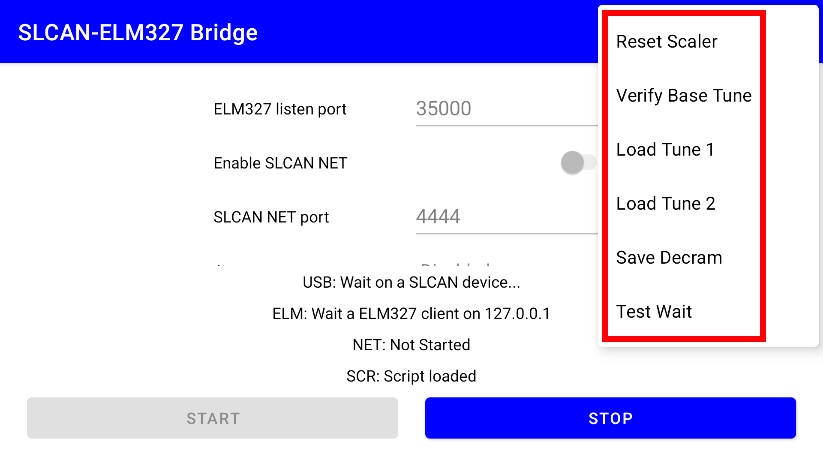 SLCAN-ELM327 Bridge
Reset Scaler
Verify Base Tune
Load Tune 1
Load Tune 2
Save Decram
Test Wait
ELM327 listen port
35000
Enable SLCAN NET
SLCAN NET port
4444
USB: Wait on a SLCAN device...
ELM: Wait a ELM327 client on 127.0.0.1
NET: Not Started
SCR: Script loaded
START
STOP